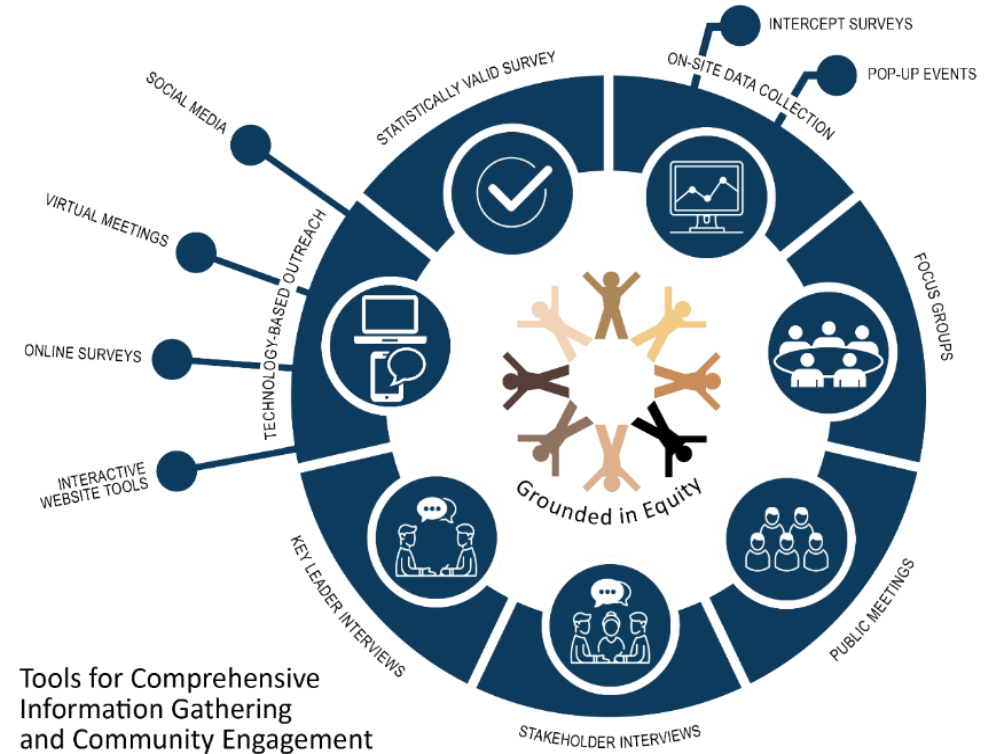 INTERCEPT SURVEYS
ON-SITE DATA COLLECTION
POP-UP EVENTS
STATISTICALLY VALID SURVEY
SOCIAL MEDIA
VIRTUAL MEETINGS
TECHNOLOGY-BASED OUTREACH
ONLINE SURVEYS
INTERACTIVE
WEBSITE TOOLS
FOCUS GROUPS
Grounded in Equity
KEY LEADER INTERVIEWS
PUBLIC MEETINGS
STAKEHOLDER INTERVIEWS
Tools for Comprehensive
Information Gathering
and Community Engagement